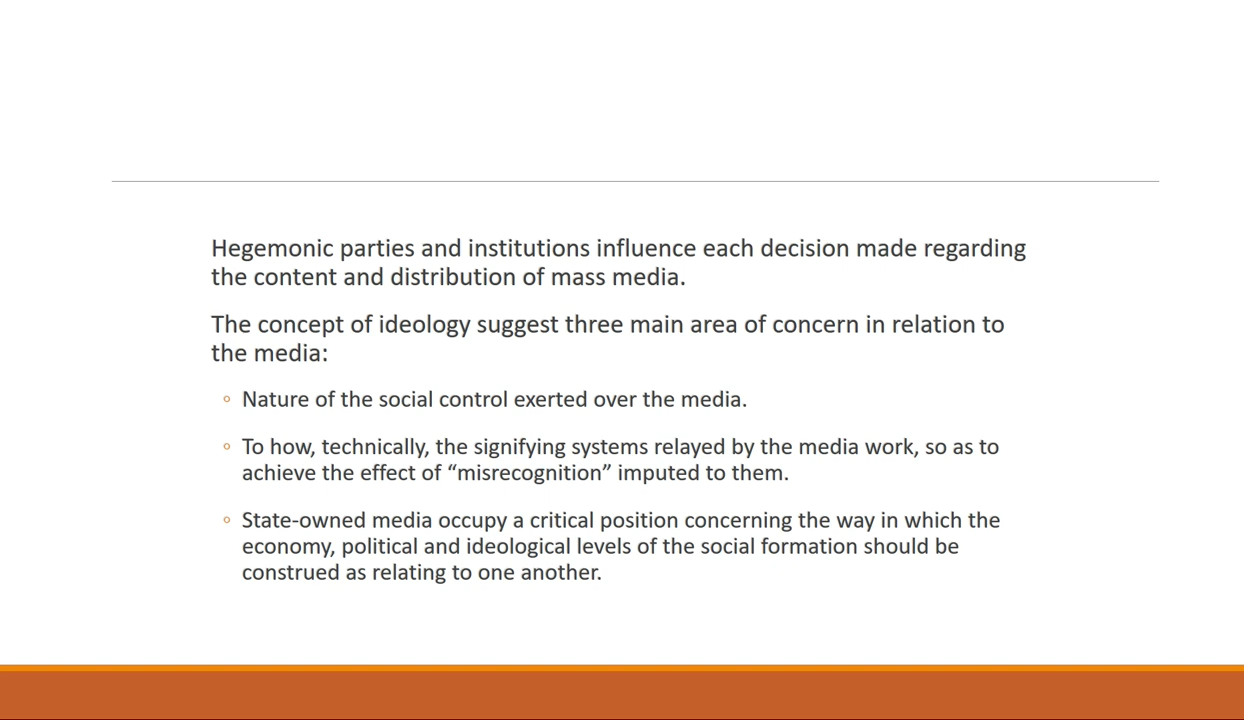 Hegemonic parties and institutions influence each decision made regarding
the content and distribution of mass media.
The concept of ideology suggest three main area of concern in relation to
the media:
◦ Nature of the social control exerted over the media.
◦ To how, technically, the signifying systems relayed by the media work, so as to
achieve the effect of “misrecognition” imputed to them.
◦ State-owned media occupy a critical position concerning the way in which the
economy, political and ideological levels of the social formation should be
construed as relating to one another.